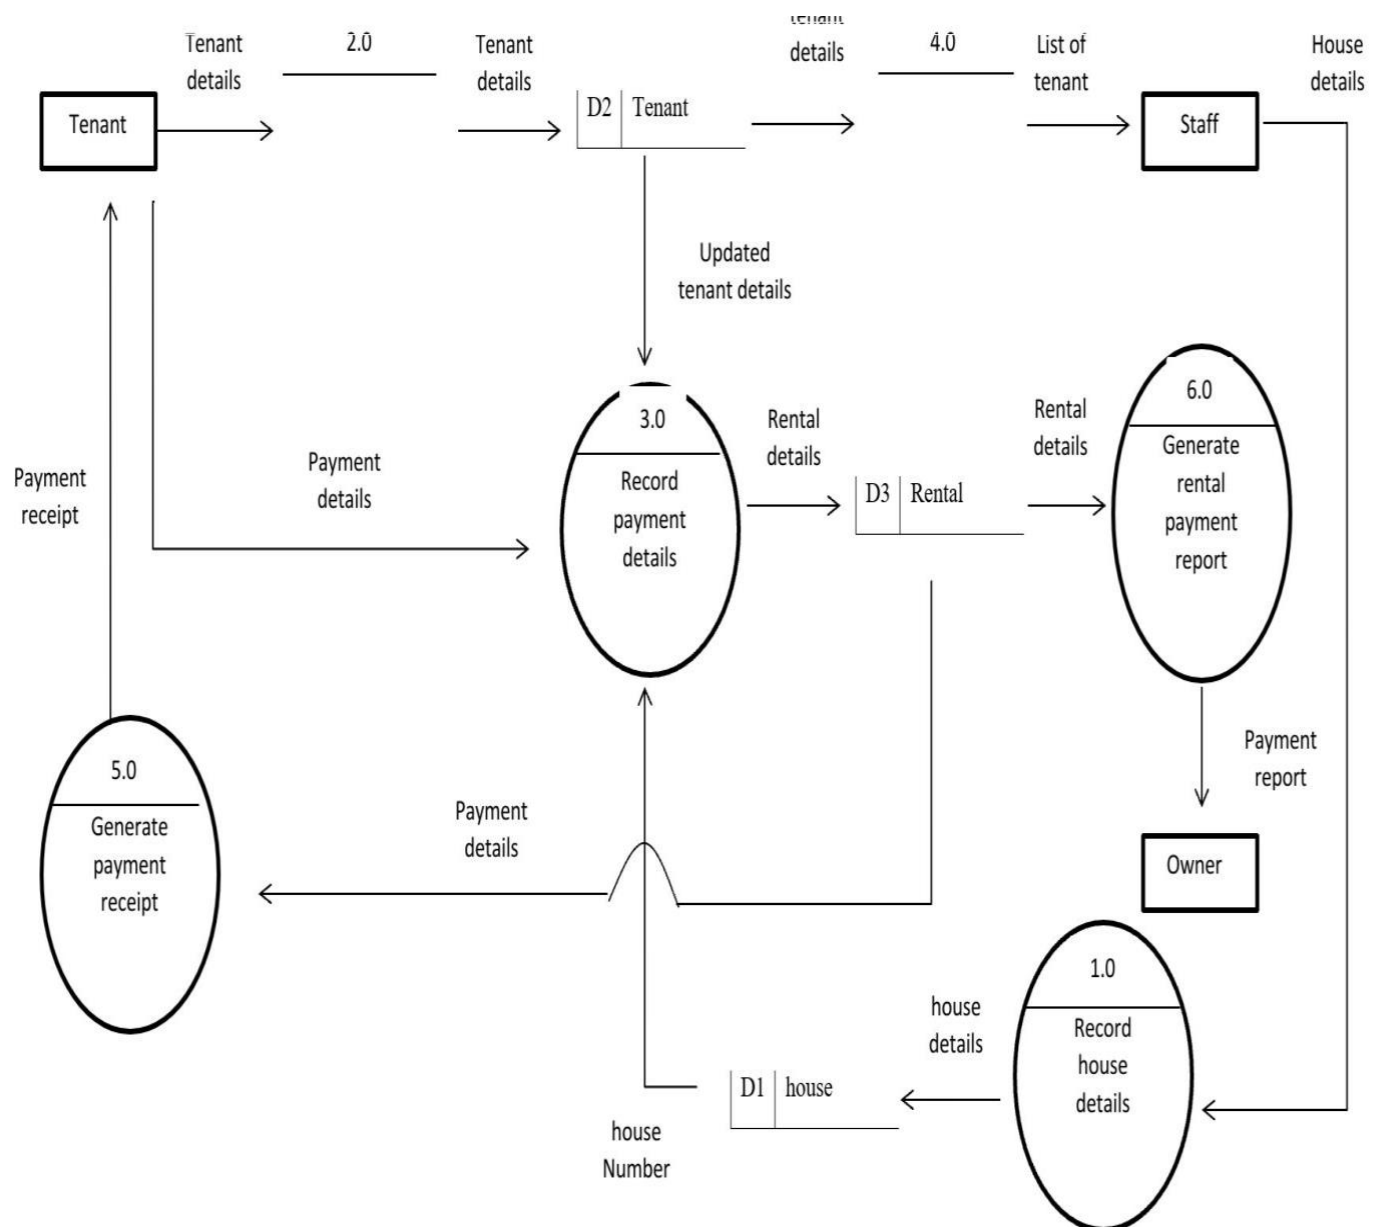 Tenant
details
2.0
Tenant
details
tenant
details
4.0
List of
tenant
House
details
Tenant
D2 Tenant
Staff
Updated
tenant details
Payment
receipt
Payment
details
3.0
Record
payment
details
Rental
details
D3 Rental
Rental
details
6.0
Generate
rental
payment
report
Payment
report
Owner
5.0
Generate
payment
receipt
Payment
details
1.0
Record
house
details
house
details
D1 house
house
Number